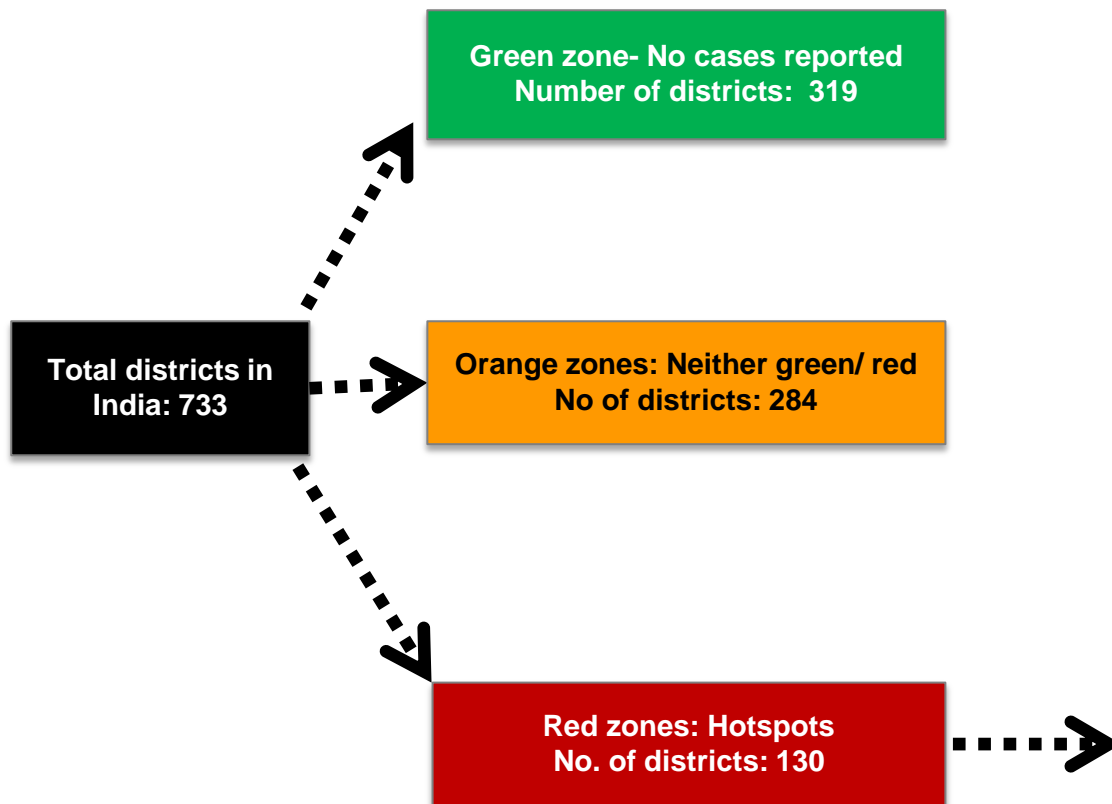 Green zone- No cases reported
Number of districts:  319
Total districts in
India: 733
Orange zones: Neither green/ red
No of districts: 284
Red zones: Hotspots
No. of districts: 130